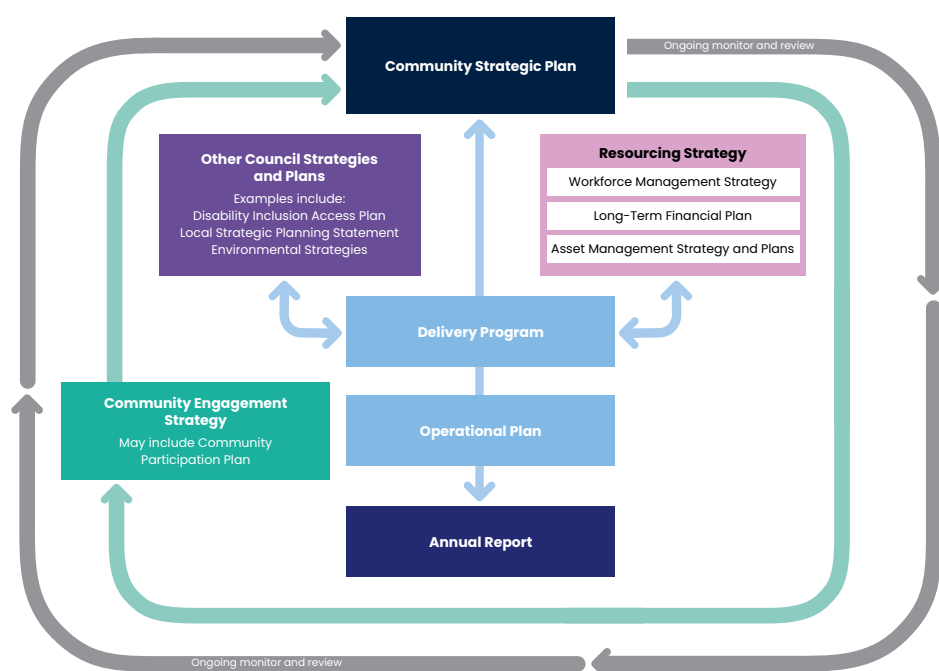 Ongoing monitor and review
Community Strategic Plan
Other Council Strategies
and Plans
Examples include:
Disability Inclusion Access Plan
Local Strategic Planning Statement
Environmental Strategies
Resourcing Strategy
Workforce Management Strategy
Long-Term Financial Plan
Asset Management Strategy and Plans
Delivery Program
Community Engagement
Strategy
May include Community
Participation Plan
Operational Plan
Annual Report
Ongoing monitor and review